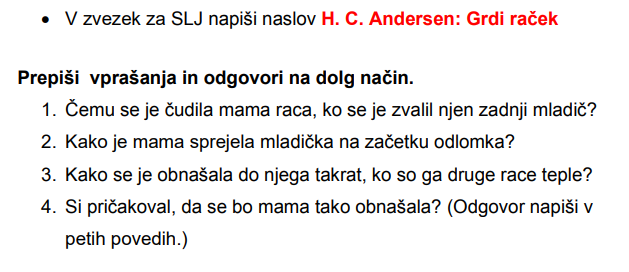 • V zvezek za SLJ napiši naslov H. C. Andersen: Grdi raček
Prepiši vprašanja in odgovori na dolg način.
1. Čemu se je čudila mama raca, ko se je zvalil njen zadnji mladič?
2. Kako je mama sprejela mladička na začetku odlomka?
3. Kako se je obnašala do njega takrat, ko so ga druge race teple?
4. Si pričakoval, da se bo mama tako obnašala? (Odgovor napiši v
petih povedih.)